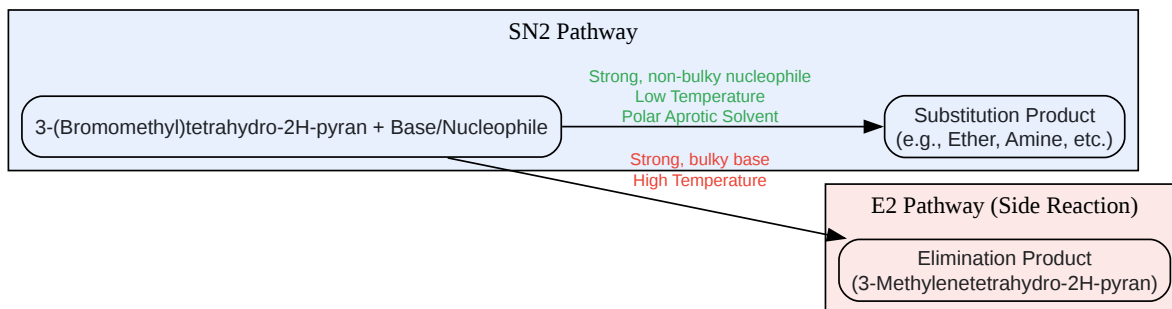 SN2 Pathway
Strong, non-bulky nucleophile
Low Temperature
Polar Aprotic Solvent
3-(Bromomethyl)tetrahydro-2H-pyran + Base/Nucleophile
Substitution Product
(e.g., Ether, Amine, etc.)
Strong, bulky base
High Temperature
E2 Pathway (Side Reaction)
Elimination Product
(3-Methylenetetrahydro-2H-pyran)